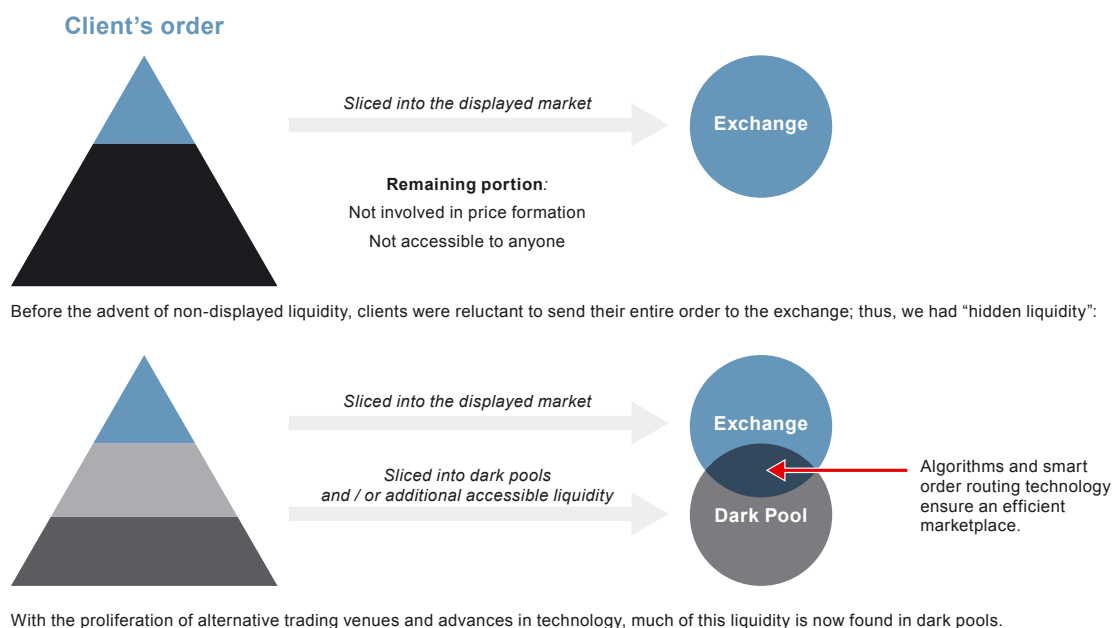 Client’s order
Sliced into the displayed market
Exchange
Remaining portion:
Not involved in price formation
Not accessible to anyone
Before the advent of non-displayed liquidity, clients were reluctant to send their entire order to the exchange; thus, we had “hidden liquidity”:
Sliced into the displayed market
Exchange
Sliced into dark pools
and / or additional accessible liquidity
Dark Pool
Algorithms and smart
order routing technology
ensure an efficient
marketplace.
With the proliferation of alternative trading venues and advances in technology, much of this liquidity is now found in dark pools.